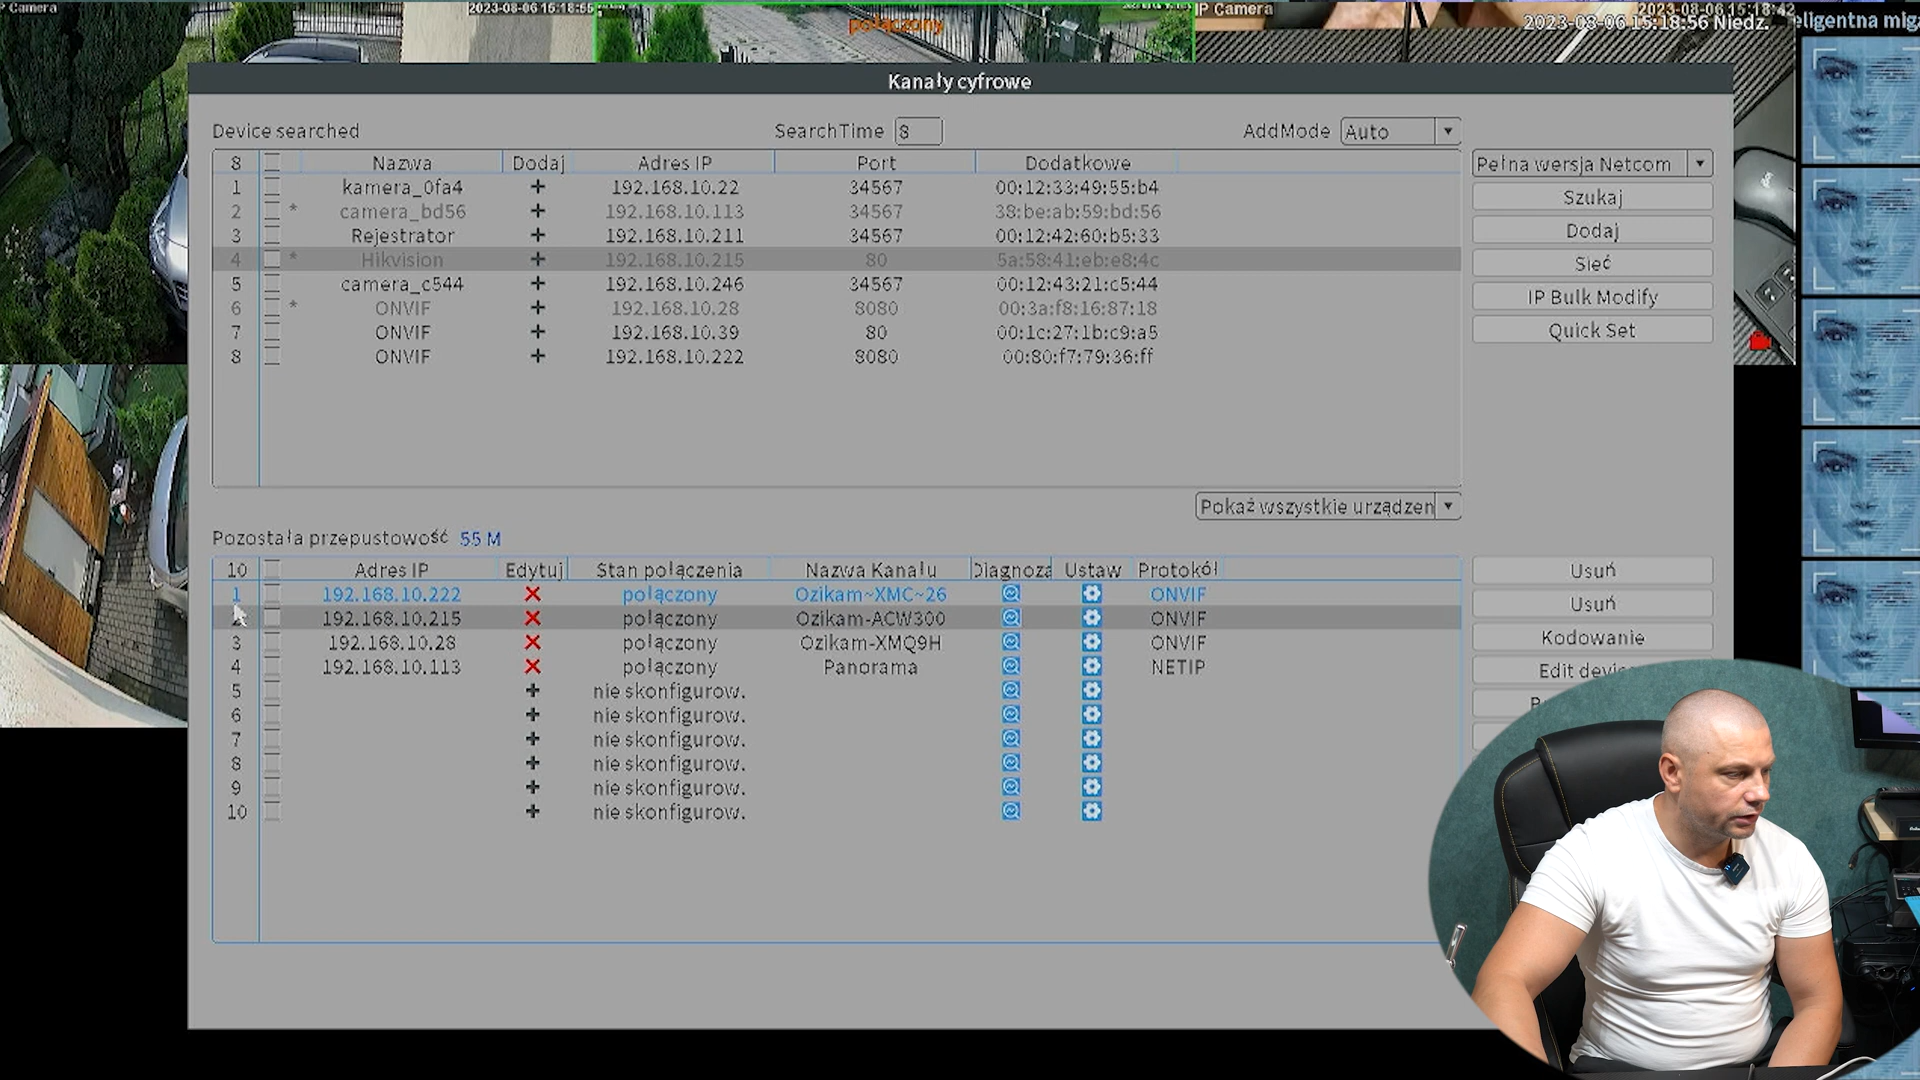 Camera
2023-08-06 15:18:55
połączony
IP Camera
2023-08-06 15:18:42
2023-08-06 15:18:56 Niedz.
eligentna mig
Kanały cyfrowe
Device searched SearchTime 8 AddMode Auto
8 Nazwa Dodaj Adres IP Port Dodatkowe
1 kamera_0fa4 + 192.168.10.22 34567 00:12:33:49:55:b4
2 * camera_bd56 + 192.168.10.113 34567 38:be:ab:59:bd:56
3 Rejestrator + 192.168.10.211 34567 00:12:42:60:b5:33
4 * Hikvision + 192.168.10.215 80 5a:58:41:eb:e8:4c
5 camera_c544 + 192.168.10.246 34567 00:12:43:21:c5:44
6 * ONVIF + 192.168.10.28 8080 00:3a:f8:16:87:18
7 ONVIF + 192.168.10.39 80 00:1c:27:1b:c9:a5
8 ONVIF + 192.168.10.222 8080 00:80:f7:79:36:ff
Pełna wersja Netcom
Szukaj
Dodaj
Sieć
IP Bulk Modify
Quick Set
Pokaż wszystkie urządzen
Pozostała przepustowość 55 M
10 Adres IP Edytuj Stan połączenia Nazwa Kanału Diagnoza Ustaw Protokół
1 192.168.10.222 połączony Ozikam~XMC~26 ONVIF
192.168.10.215 połączony Ozikam-ACW300 ONVIF
3 192.168.10.28 połączony Ozikam-XMQ9H ONVIF
4 192.168.10.113 połączony Panorama NETIP
5 + nie skonfigurow.
6 + nie skonfigurow.
7 + nie skonfigurow.
8 + nie skonfigurow.
9 + nie skonfigurow.
10 + nie skonfigurow.
Usuń
Usuń
Kodowanie
Edit devi